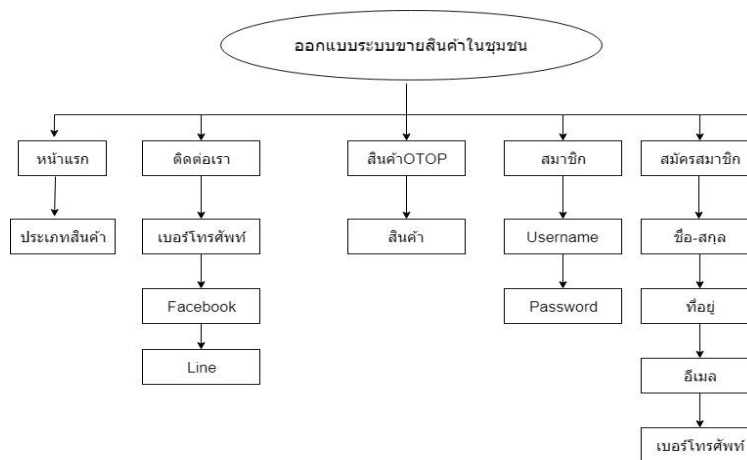 ออกแบบระบบขายสินค้าในชุมชน
หน้าแรก
ติดต่อเรา
สินค้าOTOP
สมาชิก
สมัครสมาชิก
ประเภทสินค้า
เบอร์โทรศัพท์
สินค้า
Username
ชื่อ-สกุล
Facebook
Password
ที่อยู่
Line
อีเมล
เบอร์โทรศัพท์